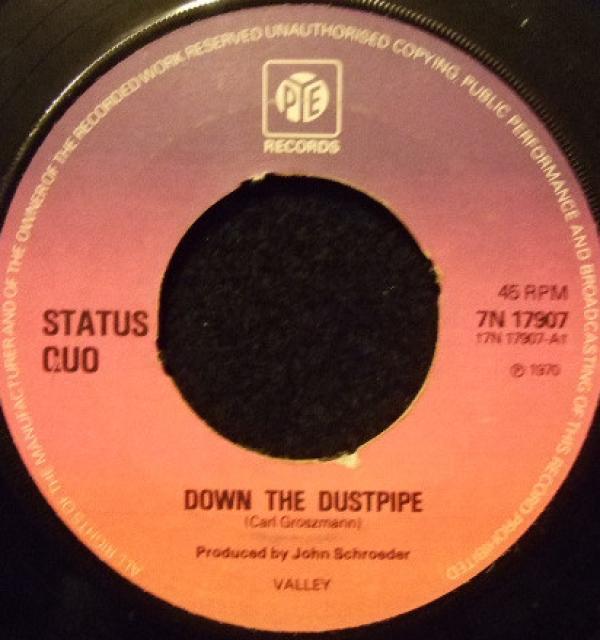 ALL RIGHTS OF THE MANUFACTURER AND OF THE OWNER OF THE RECORDED WORK RESERVED UNAUTHORISED COPYING PUBLIC PERFORMANCE AND BROADCASTING OF THIS RECORD PROHIBITED
PYE
RECORDS
STATUS
QUO
45 RPM
7N 17907
17N 17907-A1
℗ 1970
DOWN THE DUSTPIPE
(Carl Groszmann)
Produced by John Schroeder
VALLEY